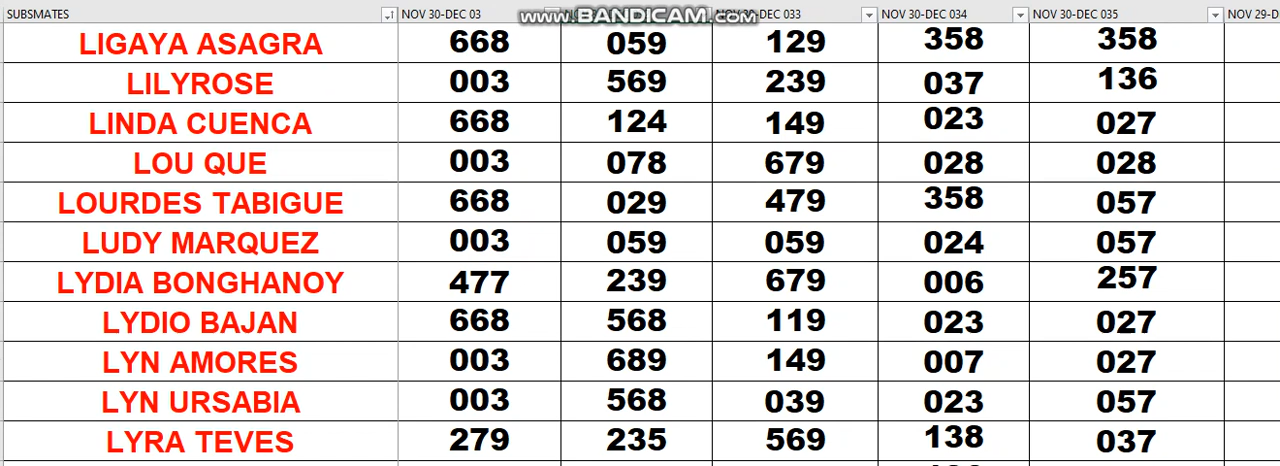 SUBSMATES NOV 30-DEC 03 www.BANDICAM.com DEC 033 NOV 30-DEC 034 NOV 30-DEC 035 NOV 29-D
LIGAYA ASAGRA 668 059 129 358 358
LILYROSE 003 569 239 037 136
LINDA CUENCA 668 124 149 023 027
LOU QUE 003 078 679 028 028
LOURDES TABIGUE 668 029 479 358 057
LUDY MARQUEZ 003 059 059 024 057
LYDIA BONGHANOY 477 239 679 006 257
LYDIO BAJAN 668 568 119 023 027
LYN AMORES 003 689 149 007 027
LYN URSABIA 003 568 039 023 057
LYRA TEVES 279 235 569 138 037